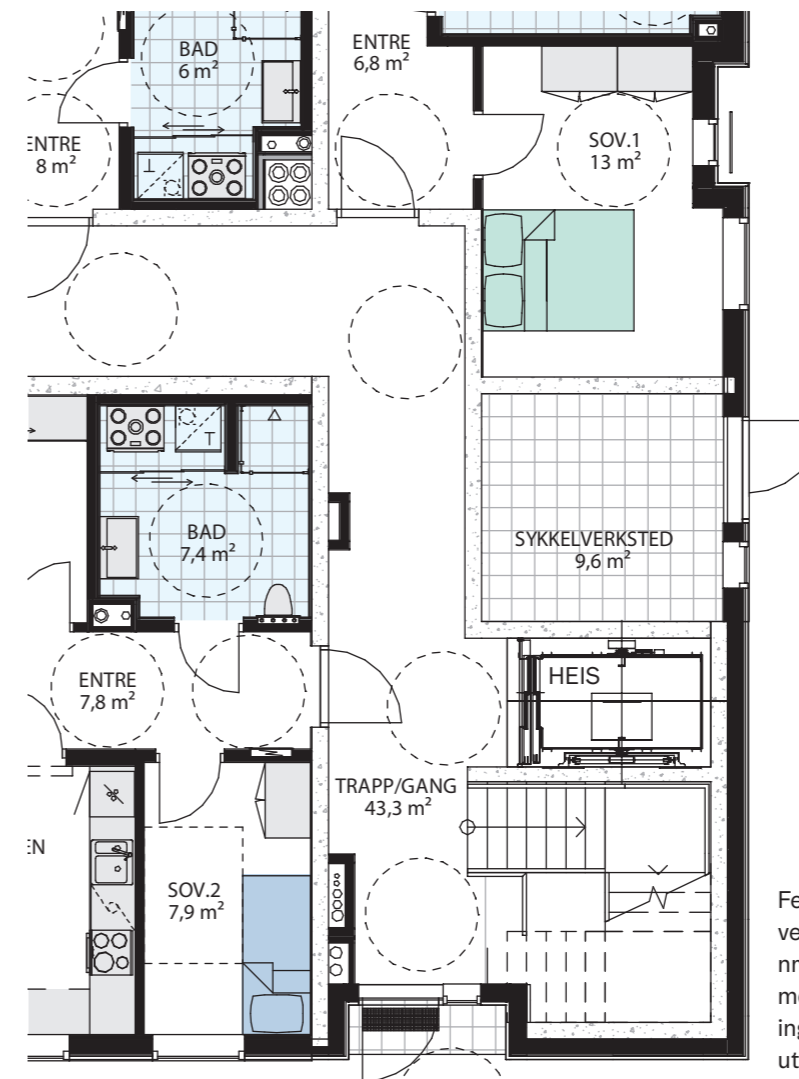 BAD
6 m²
ENTRE
6,8 m²
ENTRE
8 m²
SOV.1
13 m²
T
T
BAD
7,4 m²
SYKKELVERKSTED
9,6 m²
ENTRE
7,8 m²
HEIS
TRAPP/GANG
43,3 m²
EN
SOV.2
7,9 m²
Fe
ve
nn
me
ing
ut